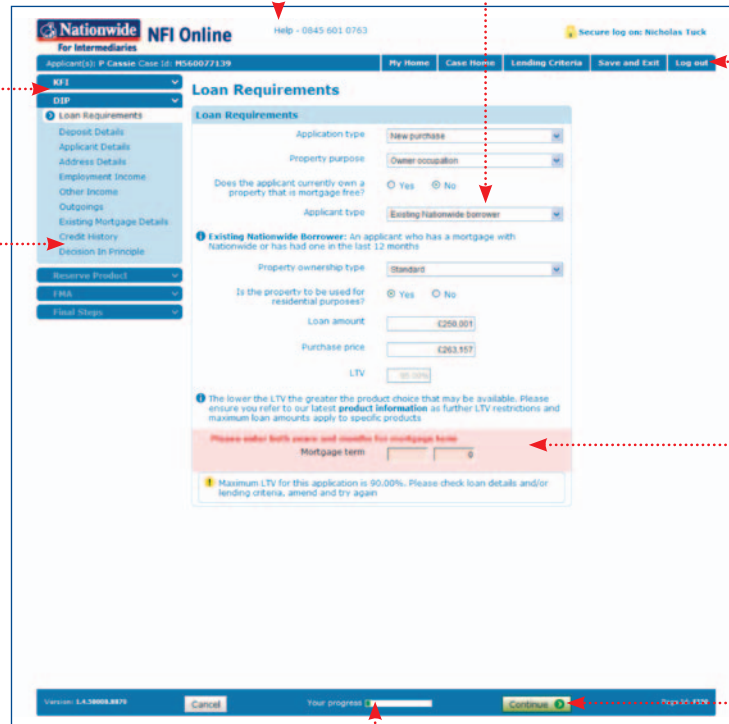 Nationwide
For Intermediaries
NFI Online
Help - 0845 601 0763
Secure log on: Nicholas Tuck
Applicant(s): P Cassie Case Id: M560077139
My Home Case Home Lending Criteria Save and Exit Log out
KFI
DIP
Loan Requirements
Deposit Details
Applicant Details
Address Details
Employment Income
Other Income
Outgoings
Existing Mortgage Details
Credit History
Decision In Principle
Reserve Product
FMA
Final Steps
Loan Requirements
Loan Requirements
Application type New purchase
Property purpose Owner occupation
Does the applicant currently own a
property that is mortgage free? Yes No
Applicant type Existing Nationwide borrower
Existing Nationwide Borrower: An applicant who has a mortgage with
Nationwide or has had one in the last 12 months
Property ownership type Standard
Is the property to be used for
residential purposes? Yes No
Loan amount £250,001
Purchase price £263,157
LTV 95.00%
The lower the LTV the greater the product choice that may be available. Please
ensure you refer to our latest product information as further LTV restrictions and
maximum loan amounts apply to specific products
Please enter both years and months for mortgage term
Mortgage term 0
Maximum LTV for this application is 90.00%. Please check loan details and/or
lending criteria, amend and try again
Version: 1.4.38008.8870
Cancel
Your progress
Continue